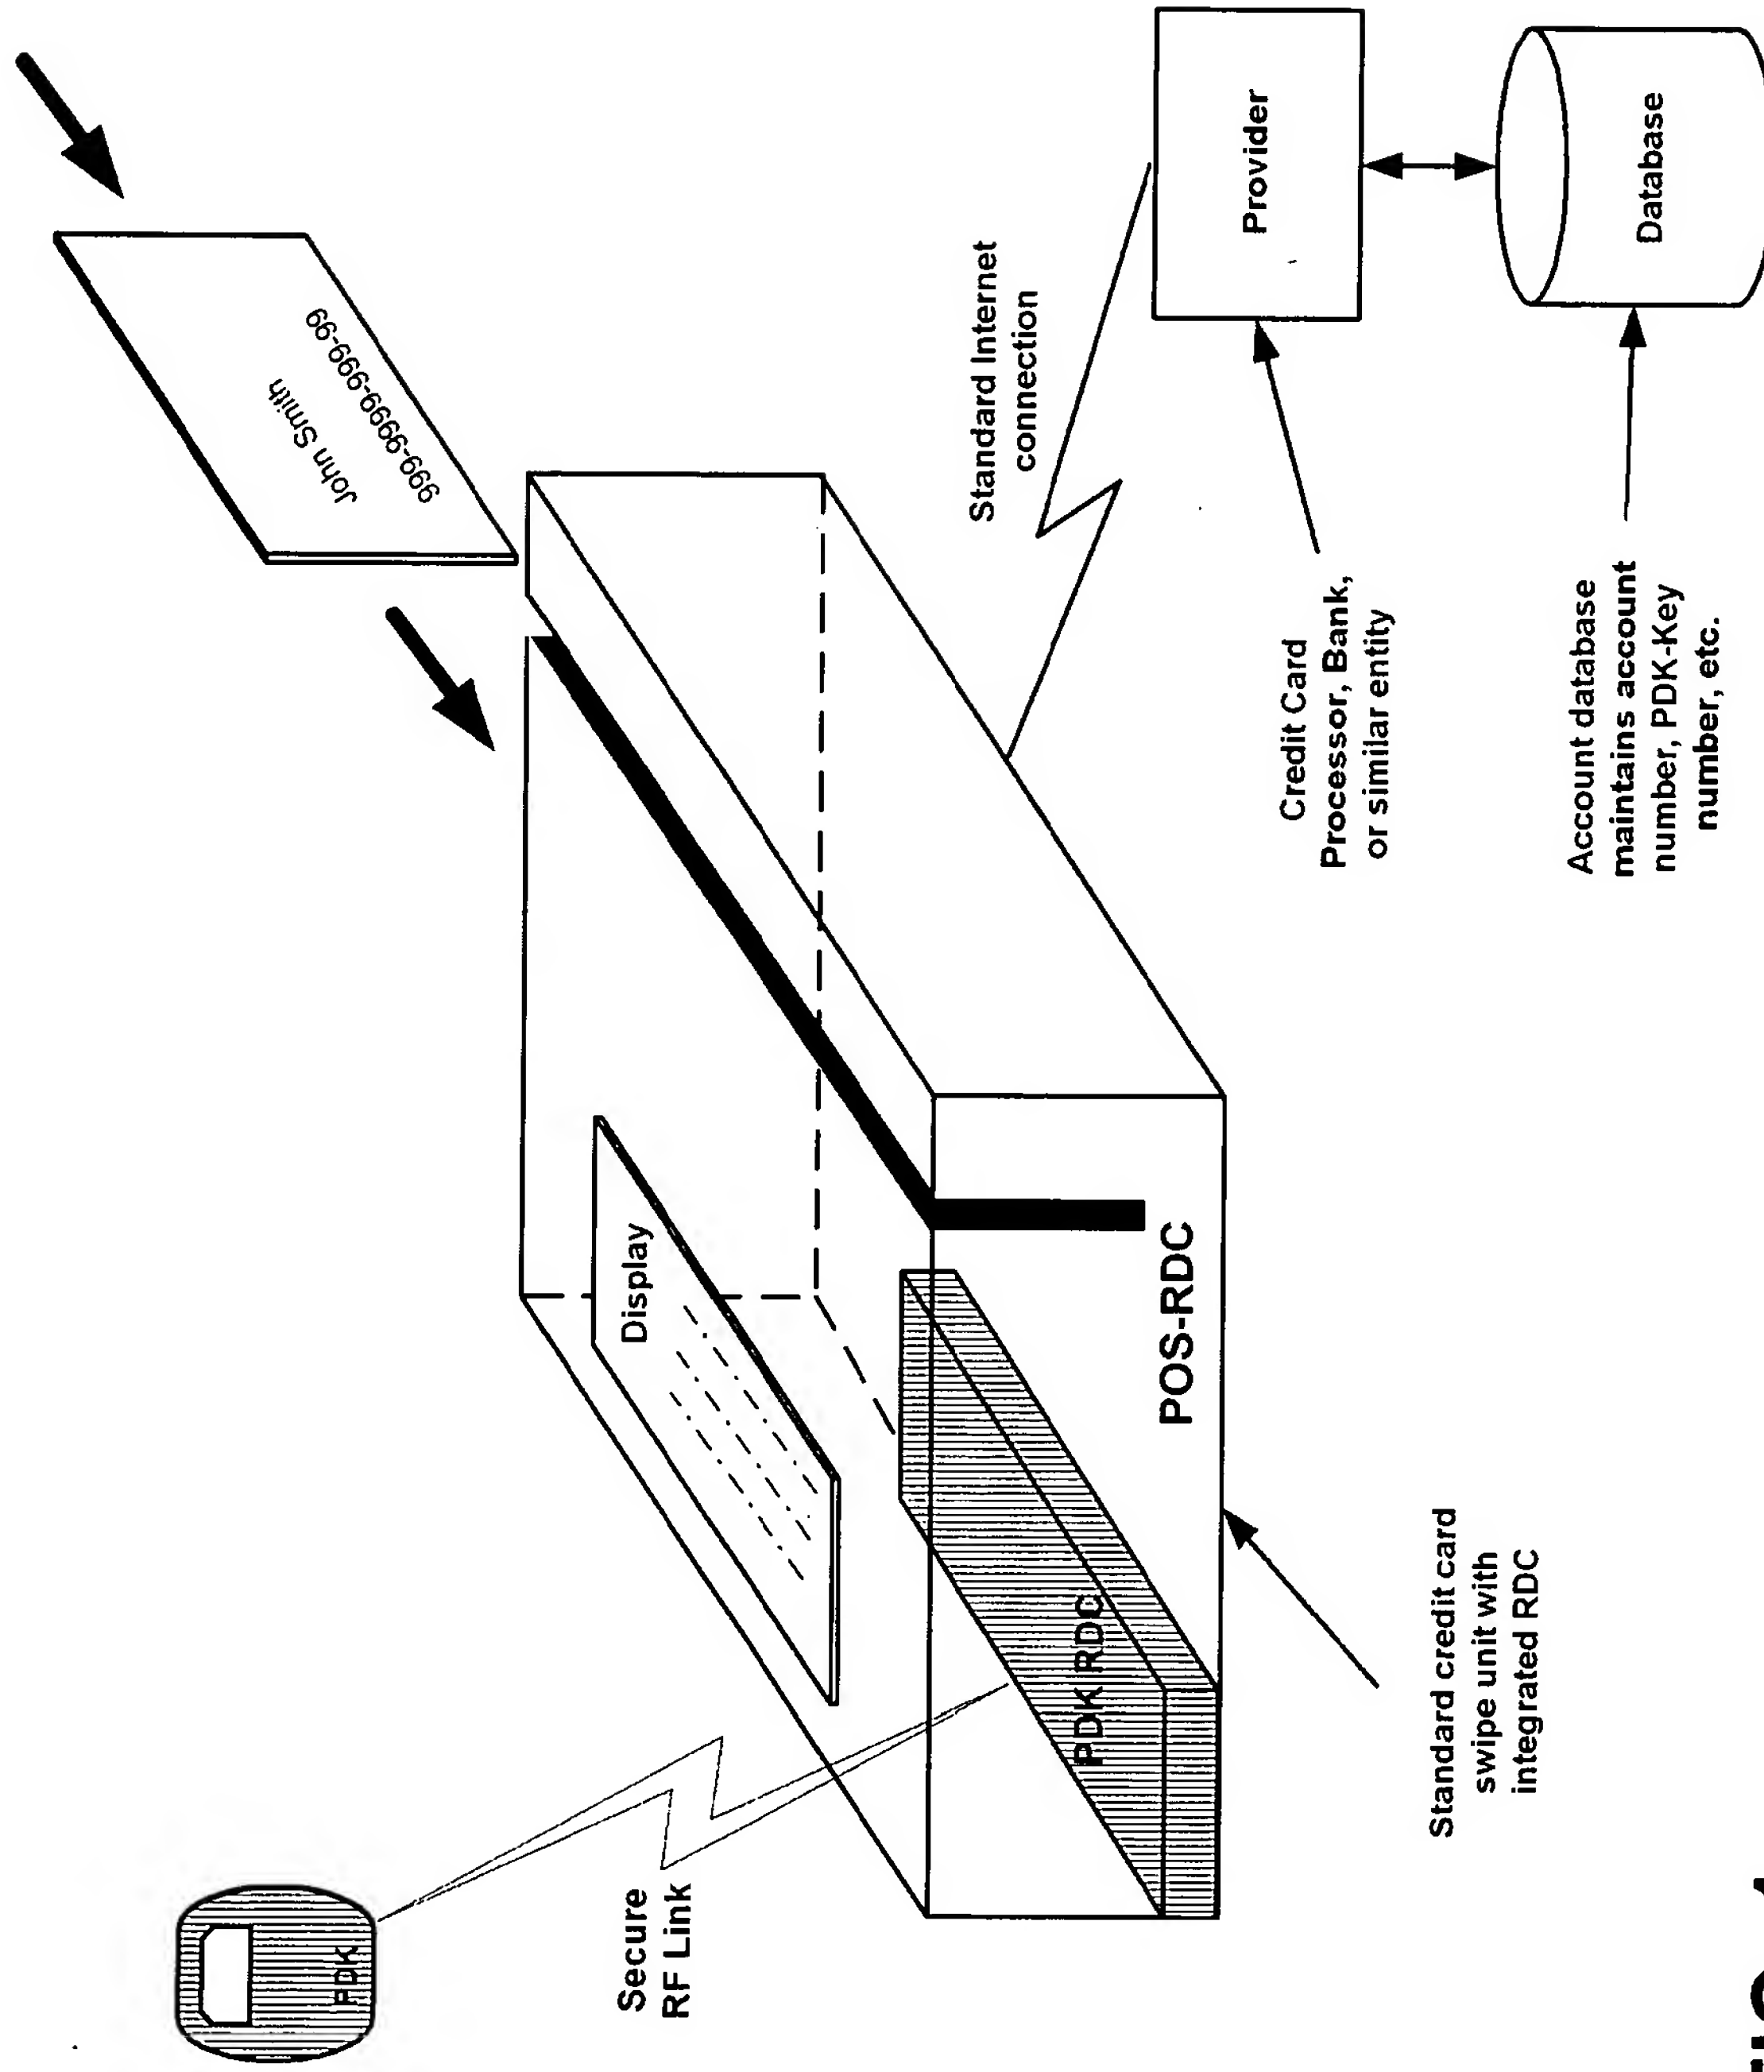 PDK
Secure
RF Link
Display
PDK RDC
POS-RDC
John Smith
999-9999-9999-999-99
Standard Internet
connection
Provider
Database
Standard credit card
swipe unit with
integrated RDC
Credit Card
Processor, Bank,
or similar entity
Account database
maintains account
number, PDK-Key
number, etc.